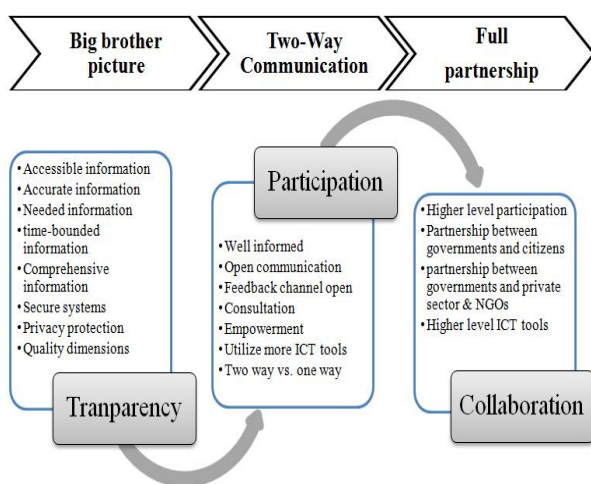 Big brother
picture
Two-Way
Communication
Full
partnership
•Accessible information
•Accurate information
•Needed information
•time-bounded
information
•Comprehensive
information
•Secure systems
•Privacy protection
•Quality dimensions
Tranparency
Participation
•Well informed
•Open communication
•Feedback channel open
•Consultation
•Empowerment
•Utilize more ICT tools
•Two way vs. one way
•Higher level participation
•Partnership between
governments and citizens
•partnership between
governments and private
sector & NGOs
•Higher level ICT tools
Collaboration